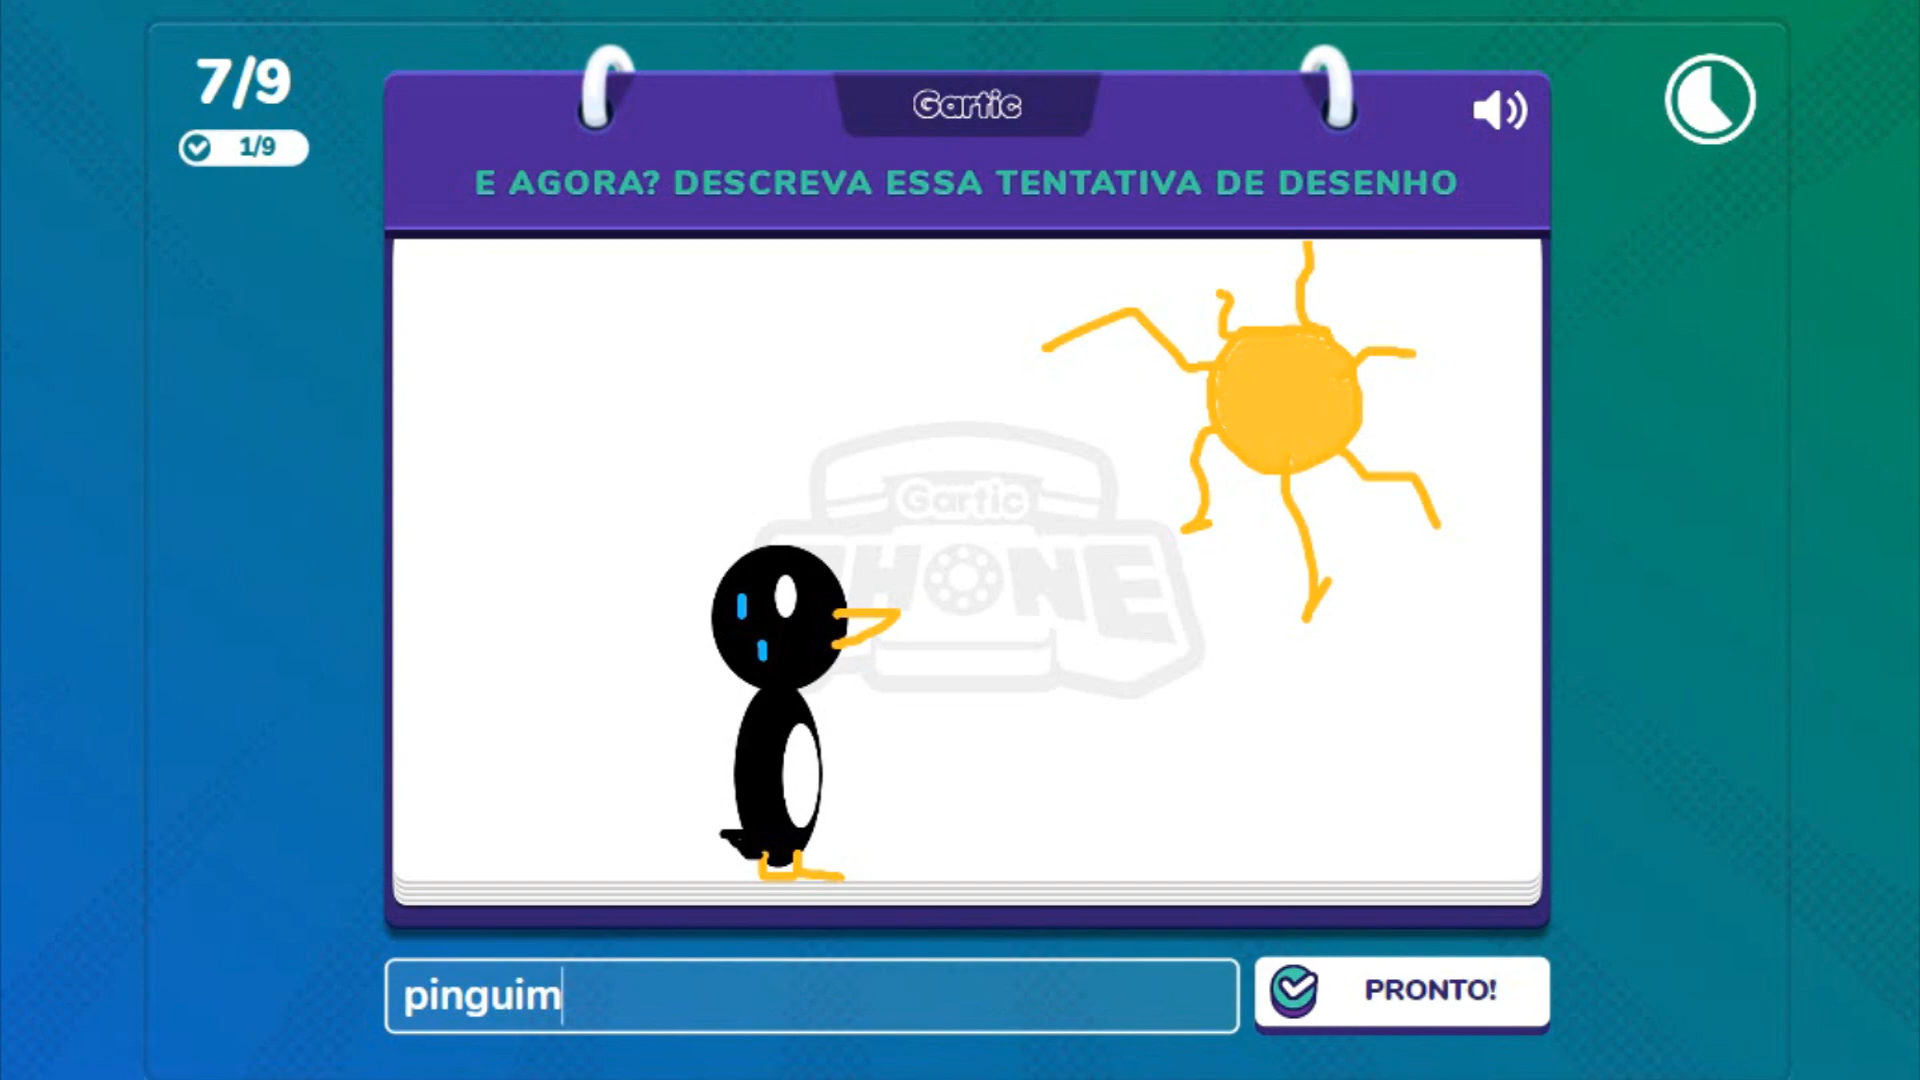 7/9
1/9
Gartic
E AGORA? DESCREVA ESSA TENTATIVA DE DESENHO
Gartic
PHONE
pinguim
PRONTO!